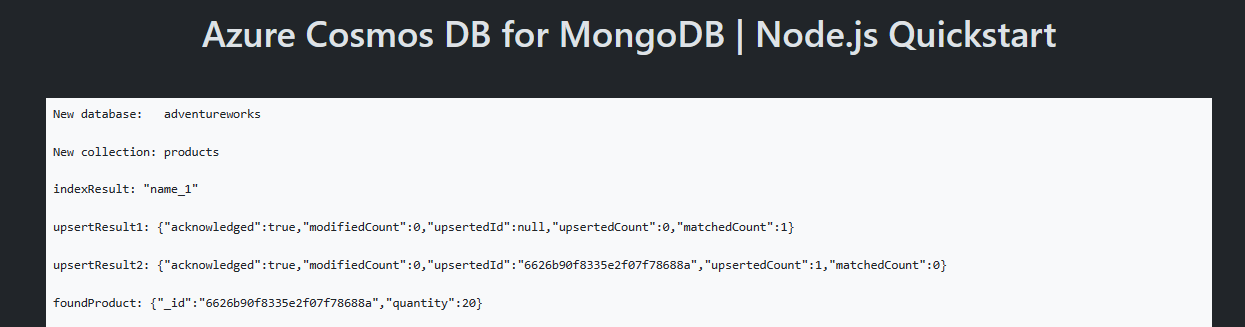 Azure Cosmos DB for MongoDB | Node.js Quickstart
New database:   adventureworks
New collection: products
indexResult: "name_1"
upsertResult1: {"acknowledged":true,"modifiedCount":0,"upsertedId":null,"upsertedCount":0,"matchedCount":1}
upsertResult2: {"acknowledged":true,"modifiedCount":0,"upsertedId":"6626b90f8335e2f07f78688a","upsertedCount":1,"matchedCount":0}
foundProduct: {"_id":"6626b90f8335e2f07f78688a","quantity":20}